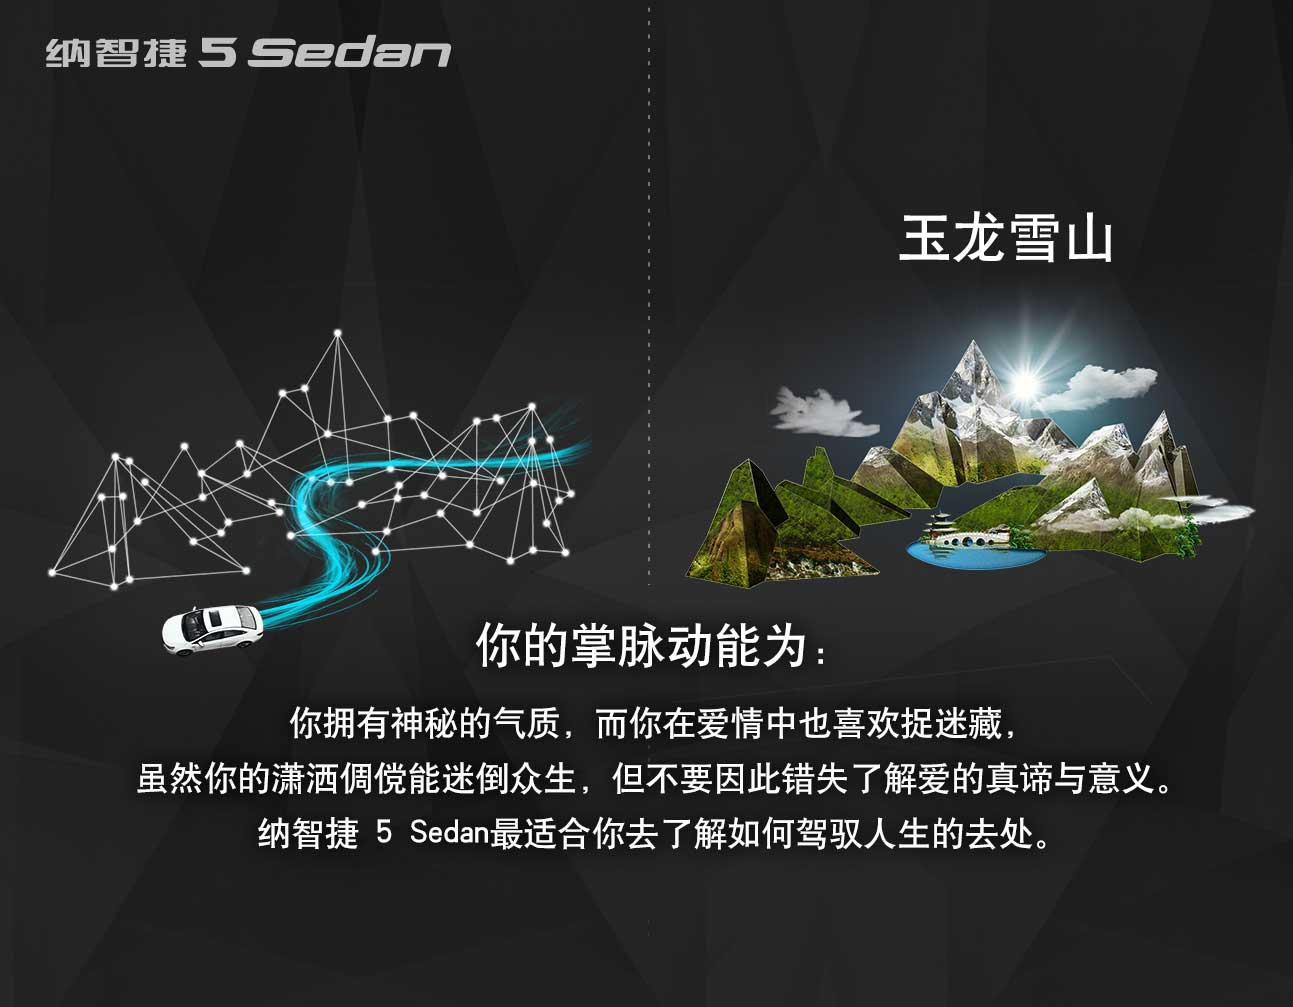 纳智捷 5 Sedan
玉龙雪山
你的掌脉动能为：
你拥有神秘的气质，而你在爱情中也喜欢捉迷藏，
虽然你的潇洒倜傥能迷倒众生，但不要因此错失了解爱的真谛与意义。
纳智捷 5 Sedan最适合你去了解如何驾驭人生的去处。